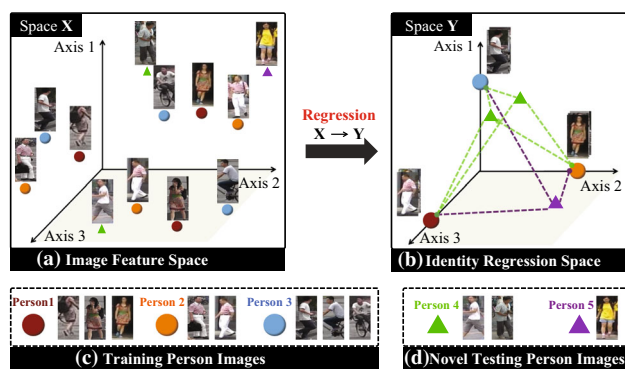 Space X
Axis 1
Axis 2
Axis 3
(a) Image Feature Space
Regression
X → Y
Space Y
Axis 1
Axis 2
Axis 3
(b) Identity Regression Space
Person1
Person 2
Person 3
(c) Training Person Images
Person 4
Person 5
(d)Novel Testing Person Images